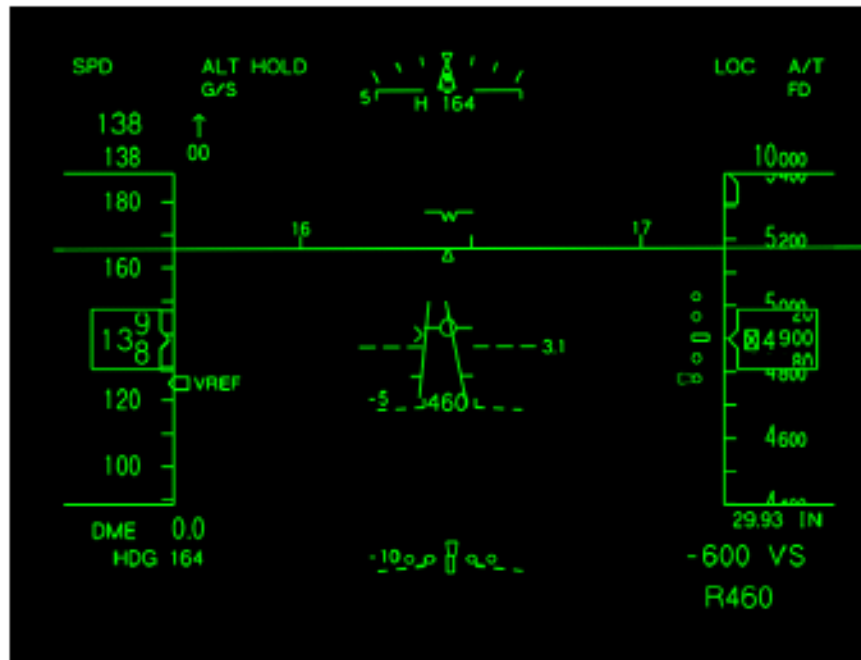 SPD ALT HOLD LOC A/T
G/S FD
5 H 164
138
138 00 10000
180
16 17 5200
160
5000
139 20
8 4900
80
3.1
VREF 4800
120 -5 460
4600
100
DME 0.0 29.93 IN
HDG 164 -10 -600 VS
R460